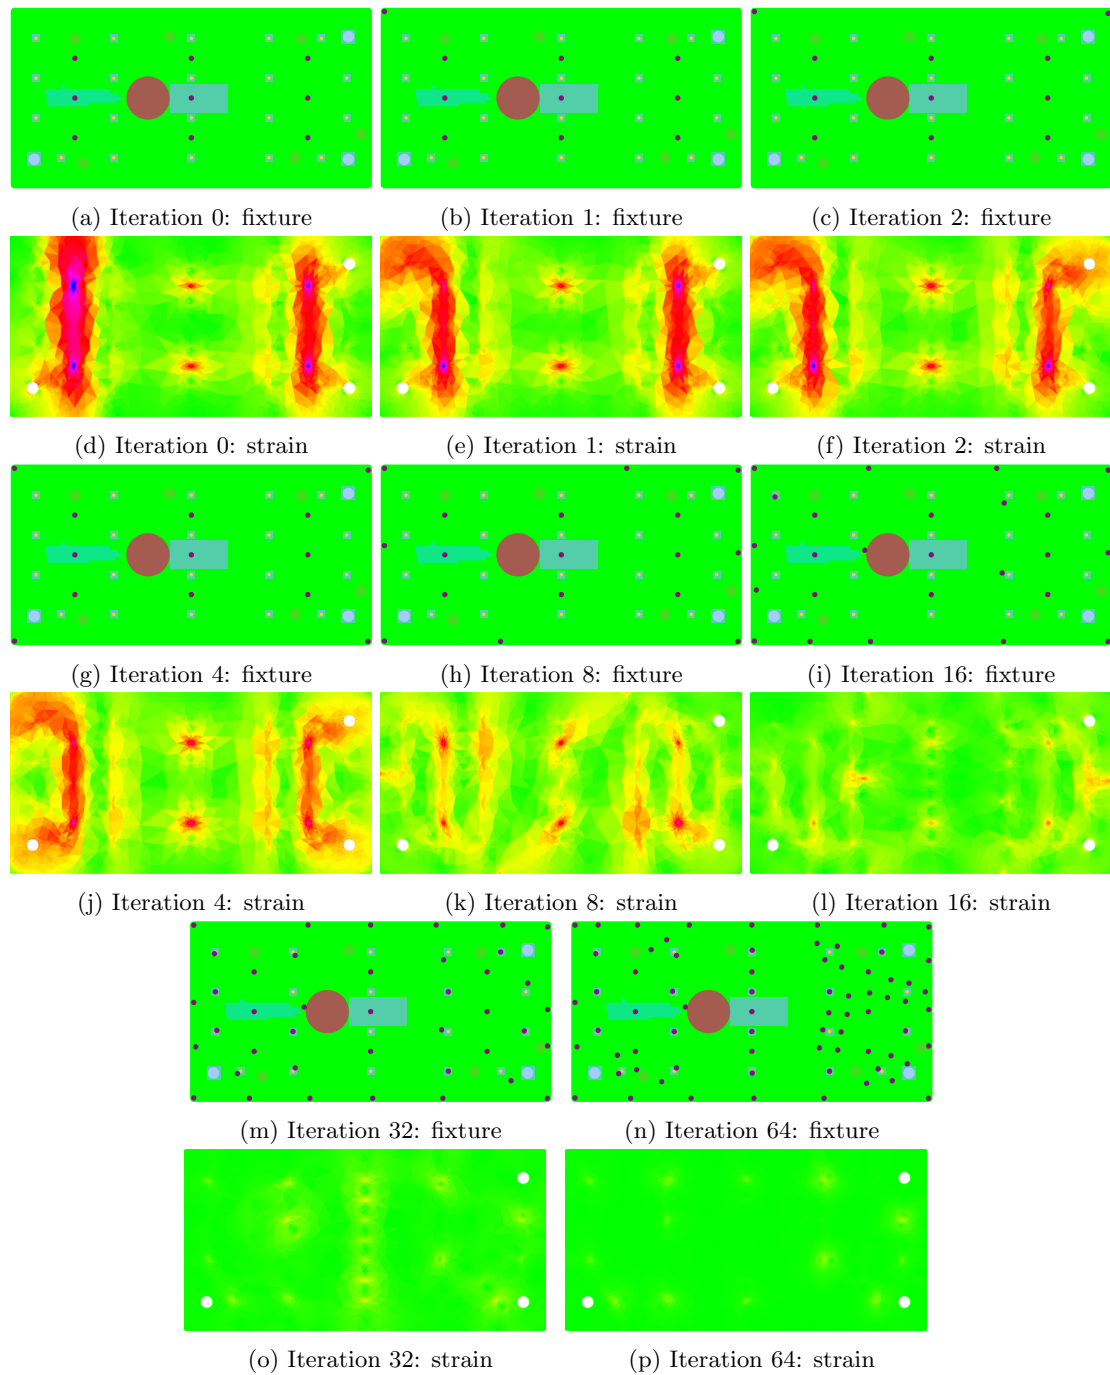 (a) Iteration 0: fixture
(b) Iteration 1: fixture
(c) Iteration 2: fixture
(d) Iteration 0: strain
(e) Iteration 1: strain
(f) Iteration 2: strain
(g) Iteration 4: fixture
(h) Iteration 8: fixture
(i) Iteration 16: fixture
(j) Iteration 4: strain
(k) Iteration 8: strain
(l) Iteration 16: strain
(m) Iteration 32: fixture
(n) Iteration 64: fixture
(o) Iteration 32: strain
(p) Iteration 64: strain